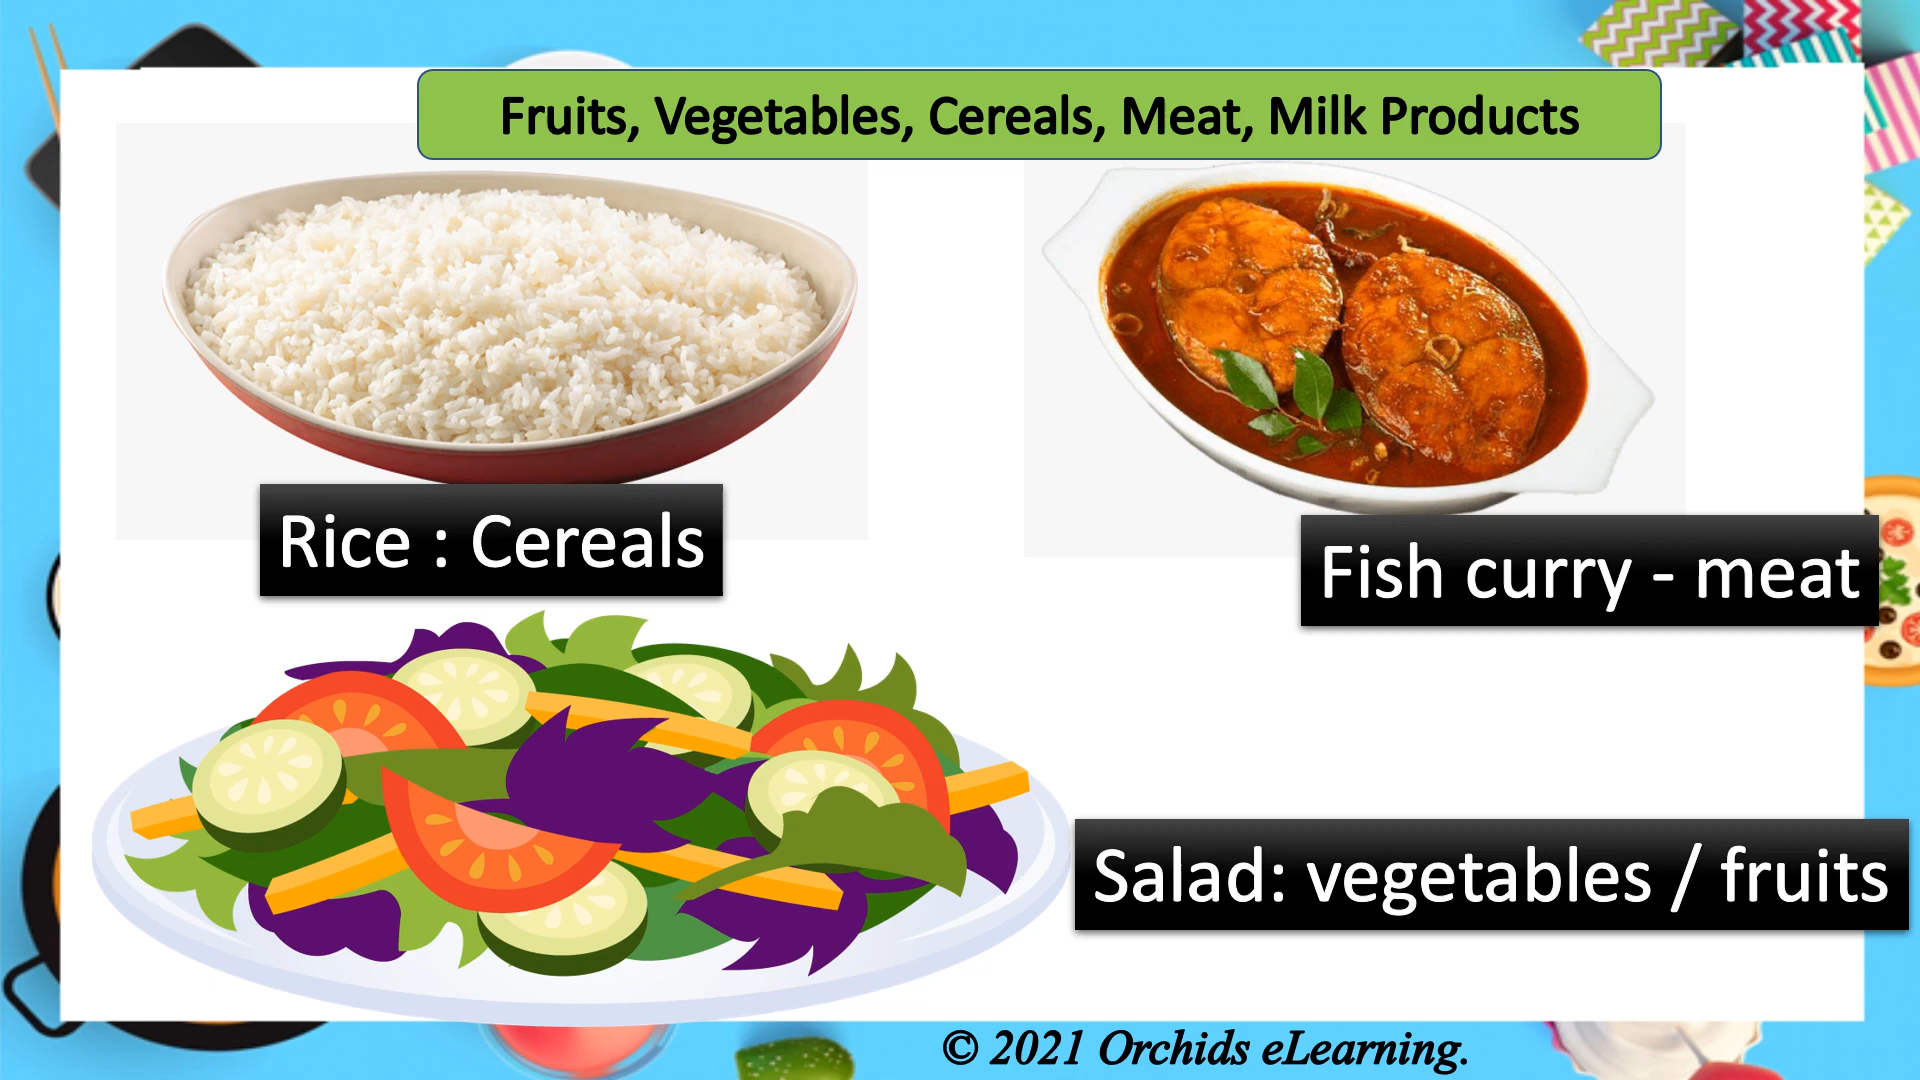 Fruits, Vegetables, Cereals, Meat, Milk Products
Rice : Cereals
Fish curry - meat
Salad: vegetables / fruits
© 2021 Orchids eLearning.